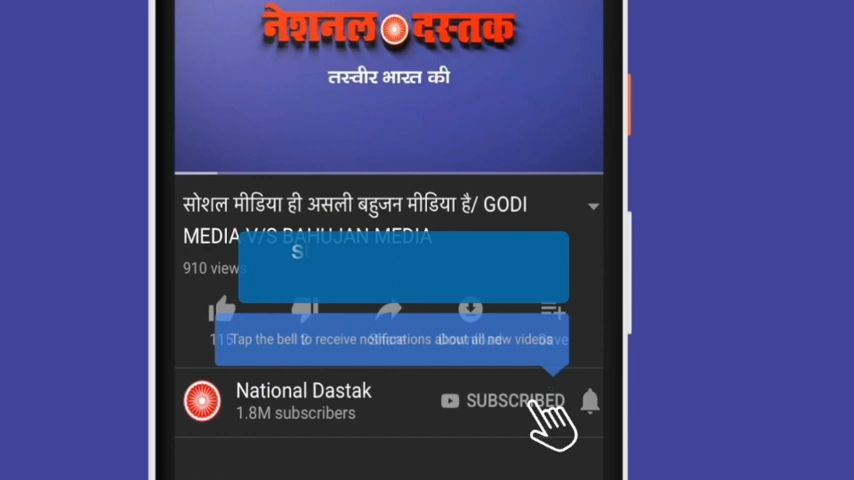 नेशनल दस्तक
तस्वीर भारत की
सोशल मीडिया ही असली बहुजन मीडिया है/ GODI
MEDIA V/S BAHUJAN MEDIA
910 views
Tap the bell to receive notifications about all new videos
National Dastak
SUBSCRIBED
1.8M subscribers